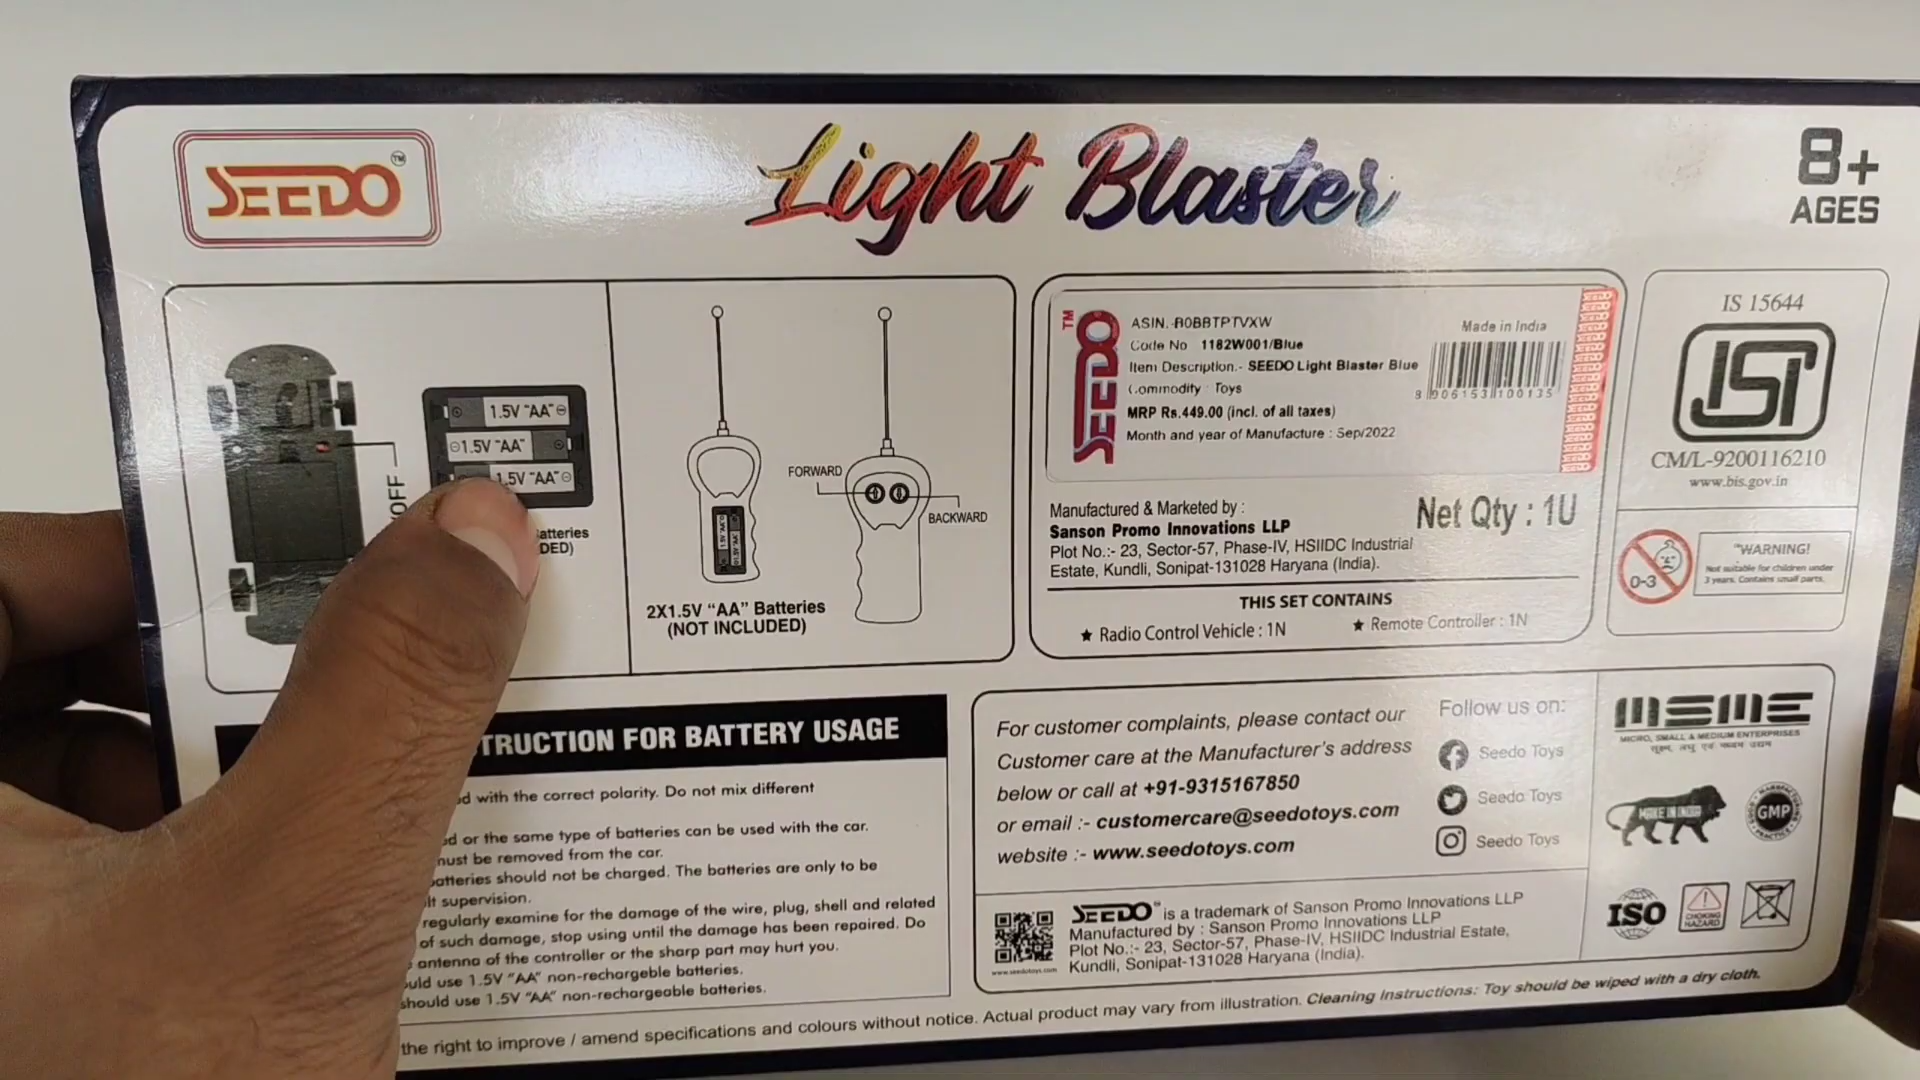 SEEDO™
Light Blaster
8+
AGES
OFF
1.5V "AA"
1.5V "AA"
1.5V "AA"
FORWARD
BACKWARD
2X1.5V "AA" Batteries
(NOT INCLUDED)
SEEDO™
ASIN.-B0BBTPTVXW
Code No 1182W001/Blue
Item Description.- SEEDO Light Blaster Blue
Commodity : Toys
MRP Rs.449.00 (incl. of all taxes)
Month and year of Manufacture : Sep/2022
Made in India
8 906153 100135
Manufactured & Marketed by :
Sanson Promo Innovations LLP
Plot No.:- 23, Sector-57, Phase-IV, HSIIDC Industrial
Estate, Kundli, Sonipat-131028 Haryana (India).
Net Qty : 1U
THIS SET CONTAINS
★ Radio Control Vehicle : 1N
★ Remote Controller : 1N
IS 15644
ISI
CM/L-9200116210
www.bis.gov.in
0-3
"WARNING!
Not suitable for children under
3 years. Contains small parts.
TRUCTION FOR BATTERY USAGE
with the correct polarity. Do not mix different
or the same type of batteries can be used with the car.
must be removed from the car.
batteries should not be charged. The batteries are only to be
supervision.
regularly examine for the damage of the wire, plug, shell and related
of such damage, stop using until the damage has been repaired. Do
antenna of the controller or the sharp part may hurt you.
use 1.5V "AA" non-rechargeble batteries.
should use 1.5V "AA" non-rechargeable batteries.
For customer complaints, please contact our
Customer care at the Manufacturer's address
below or call at +91-9315167850
or email :- customercare@seedotoys.com
website :- www.seedotoys.com
Follow us on:
Seedo Toys
Seedo Toys
Seedo Toys
MSME
MICRO, SMALL & MEDIUM ENTERPRISES
सूक्ष्म, लघु एवं मध्यम उद्यम
MAKE IN INDIA
GMP
ISO
CHOKING
HAZARD
www.seedotoys.com
SEEDO™ is a trademark of Sanson Promo Innovations LLP
Manufactured by : Sanson Promo Innovations LLP
Plot No.:- 23, Sector-57, Phase-IV, HSIIDC Industrial Estate,
Kundli, Sonipat-131028 Haryana (India).
the right to improve / amend specifications and colours without notice. Actual product may vary from illustration. Cleaning Instructions: Toy should be wiped with a dry cloth.